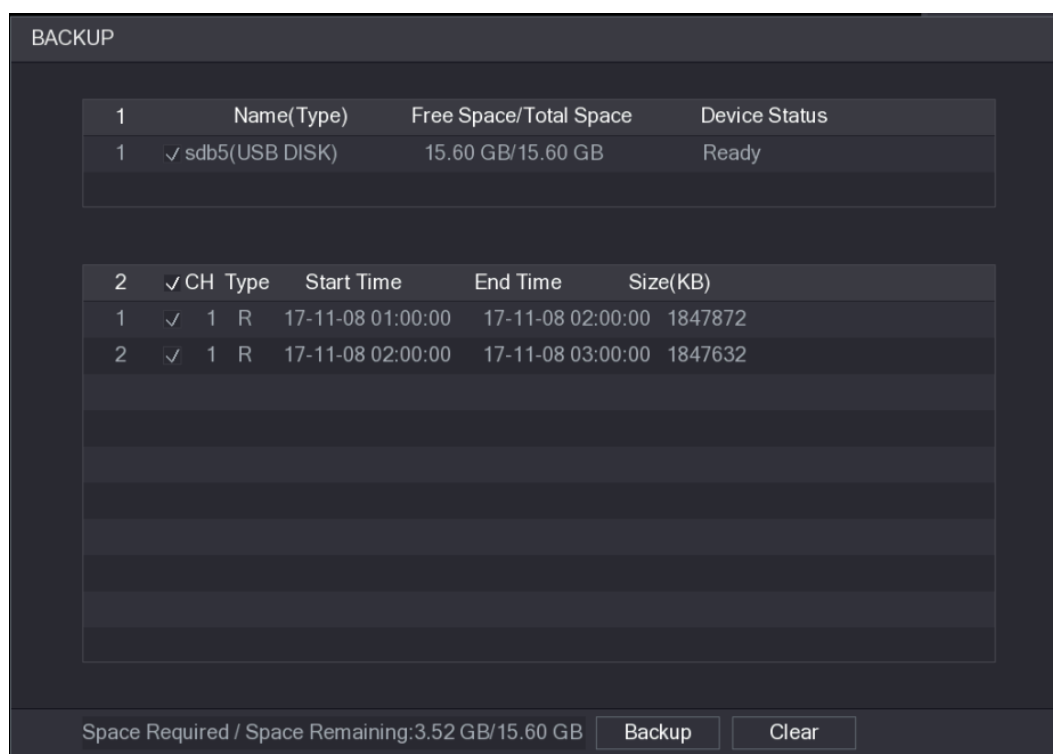 BACKUP
1 Name(Type) Free Space/Total Space Device Status
1 sdb5(USB DISK) 15.60 GB/15.60 GB Ready
2 CH Type Start Time End Time Size(KB)
1 1 R 17-11-08 01:00:00 17-11-08 02:00:00 1847872
2 1 R 17-11-08 02:00:00 17-11-08 03:00:00 1847632
Space Required / Space Remaining:3.52 GB/15.60 GB Backup Clear